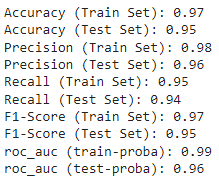 Accuracy (Train Set): 0.97
Accuracy (Test Set): 0.95
Precision (Train Set): 0.98
Precision (Test Set): 0.96
Recall (Train Set): 0.95
Recall (Test Set): 0.94
F1-Score (Train Set): 0.97
F1-Score (Test Set): 0.95
roc_auc (train-proba): 0.99
roc_auc (test-proba): 0.96